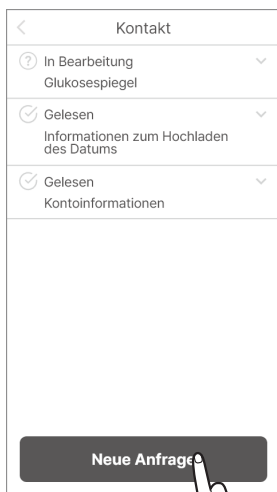 Kontakt
In Bearbeitung
Glukosespiegel
Gelesen
Informationen zum Hochladen
des Datums
Gelesen
Kontoinformationen
Neue Anfrage